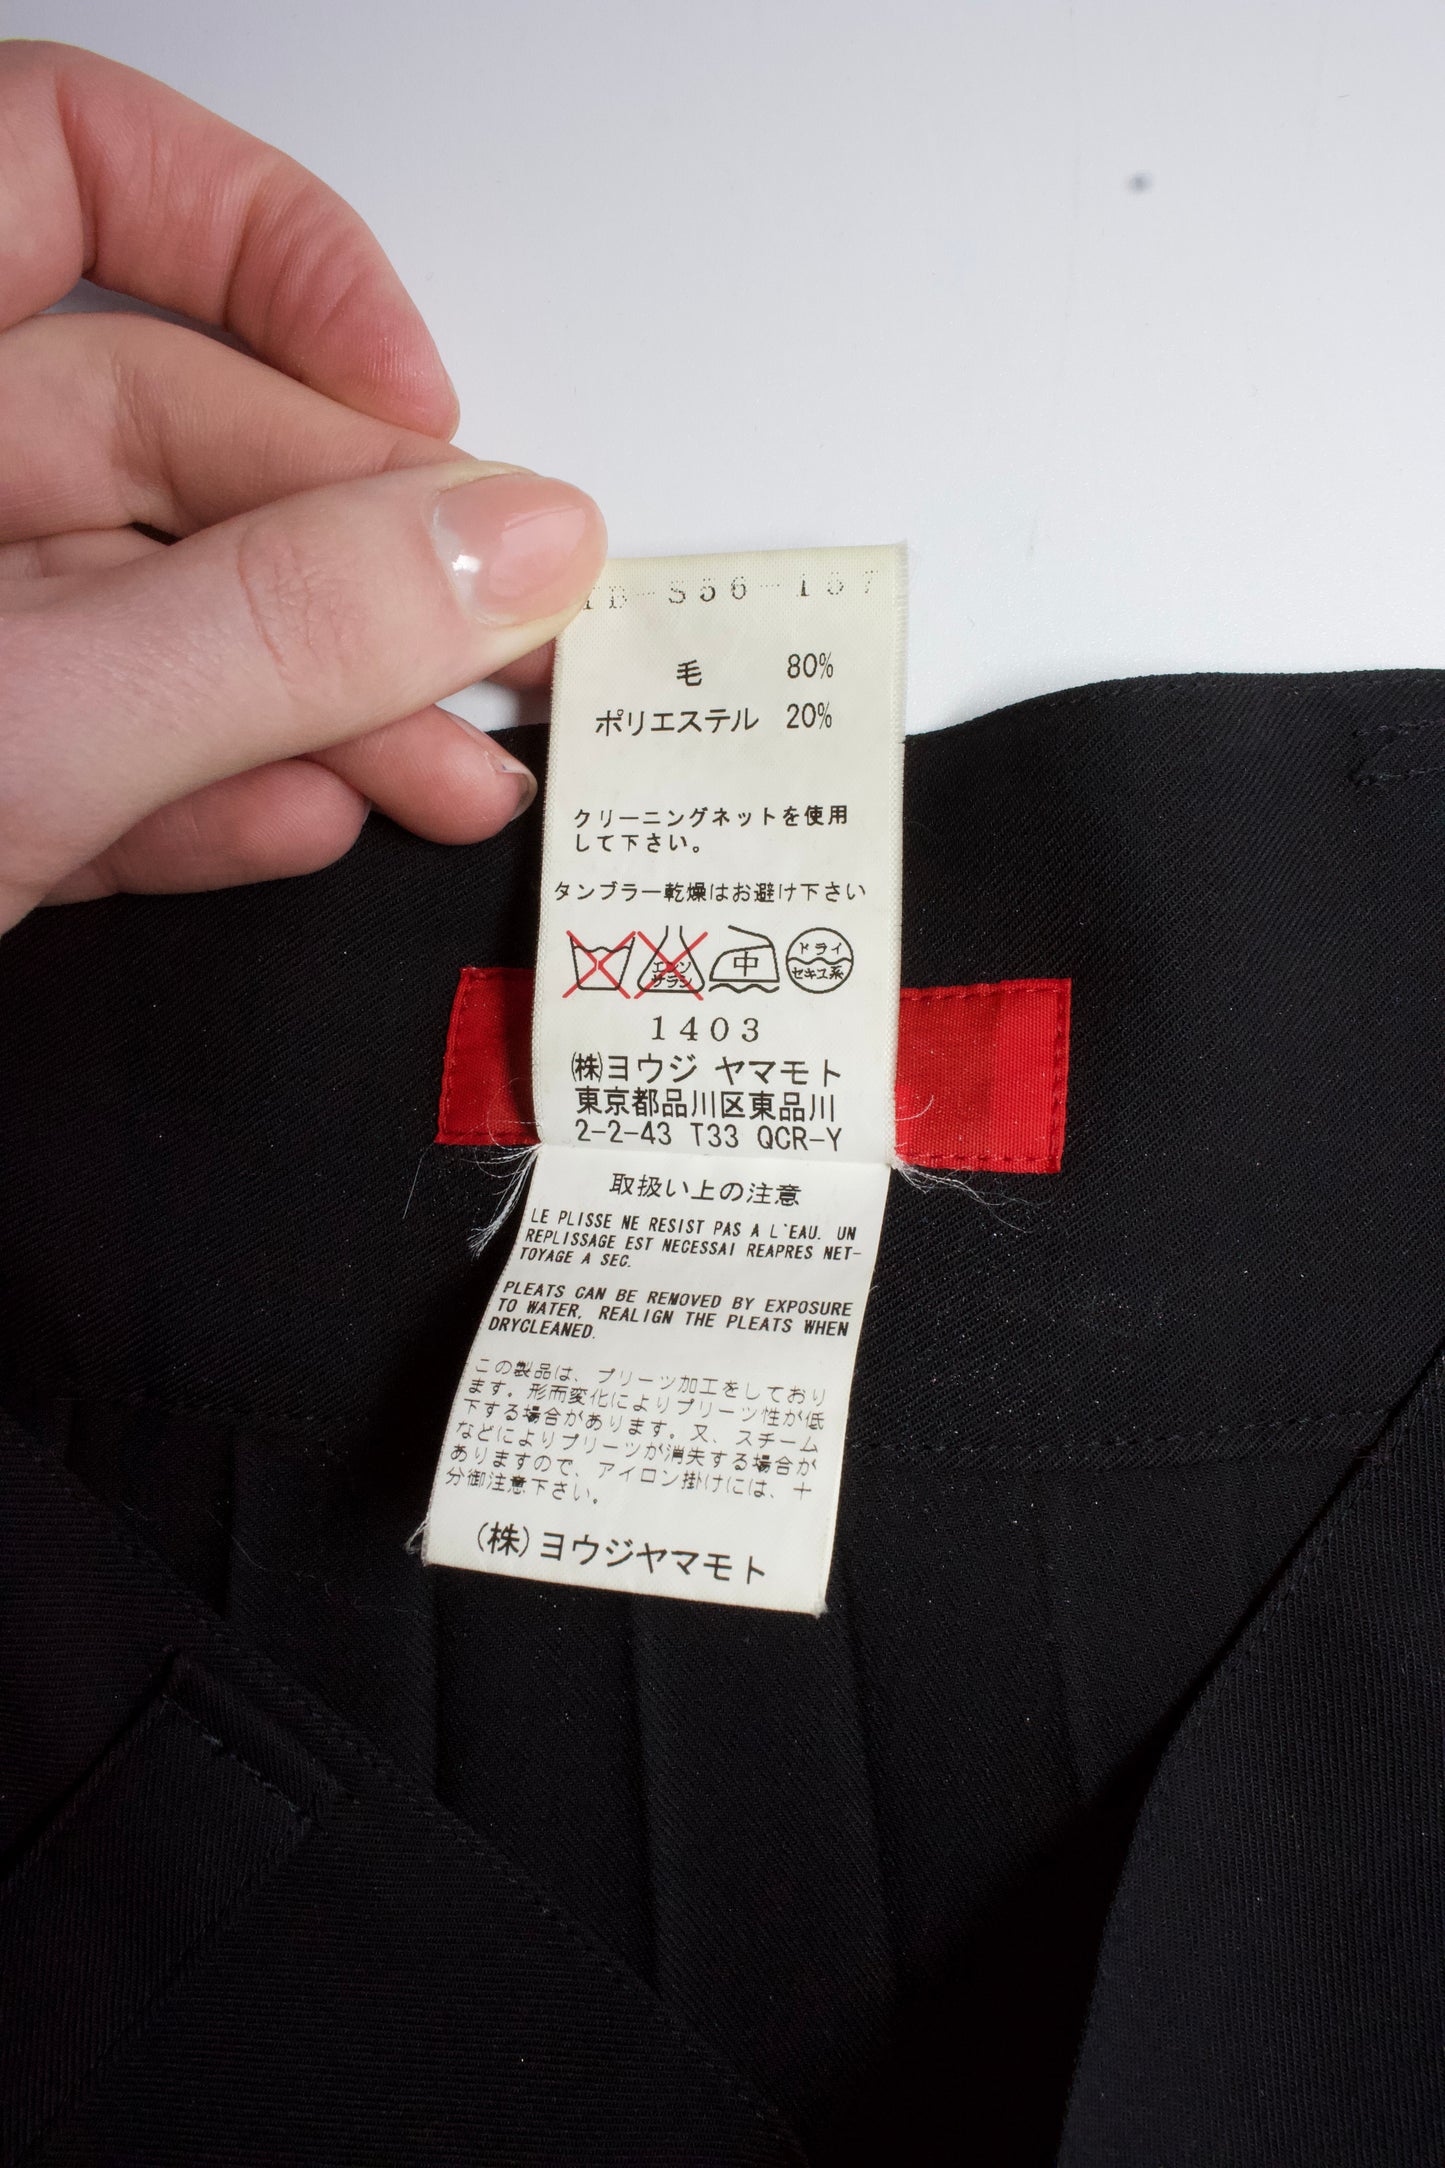 毛 80%
ポリエステル 20%
クリーニングネットを使用
して下さい。
タンブラー乾燥はお避け下さい
エンソ
サラシ
中
ドライ
セキユ系
1403
㈱ヨウジ ヤマモト
東京都品川区東品川
2-2-43 T33 QCR-Y
取扱い上の注意
LE PLISSE NE RESIST PAS A L`EAU. UN
REPLISSAGE EST NECESSAI REAPRES NET-
TOYAGE A SEC.
PLEATS CAN BE REMOVED BY EXPOSURE
TO WATER, REALIGN THE PLEATS WHEN
DRYCLEANED.
この製品は、プリーツ加工をしており
ます。形而変化によりプリーツ性が低
下する場合があります。又、スチーム
などによりプリーツが消失する場合が
ありますので、アイロン掛けには、十
分御注意下さい。
(株)ヨウジヤマモト